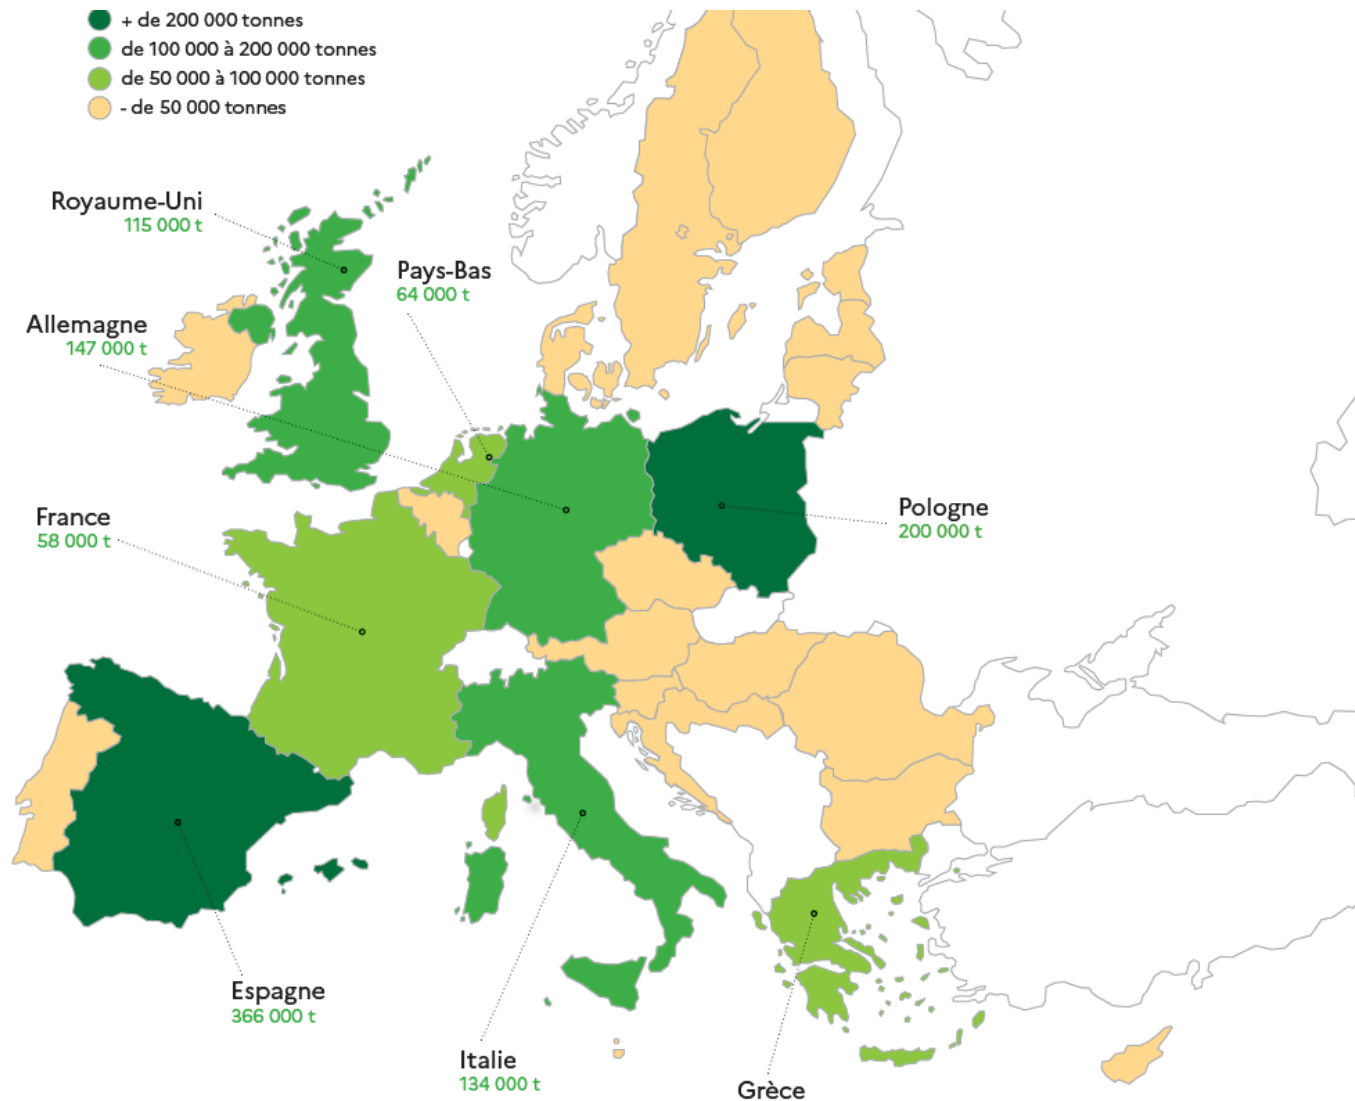 + de 200 000 tonnes
de 100 000 à 200 000 tonnes
de 50 000 à 100 000 tonnes
- de 50 000 tonnes
Royaume-Uni
115 000 t
Pays-Bas
64 000 t
Allemagne
147 000 t
France
58 000 t
Pologne
200 000 t
Espagne
366 000 t
Italie
134 000 t
Grèce